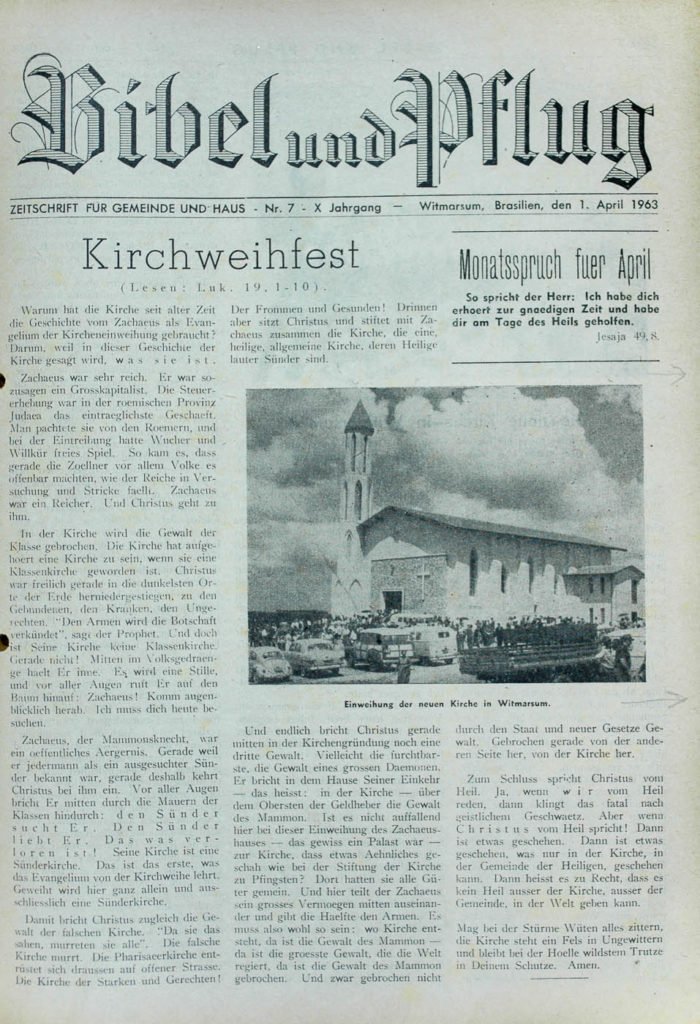 Bibel und Pflug
ZEITSCHRIFT FÜR GEMEINDE UND HAUS - Nr. 7 - X Jahrgang — Witmarsum, Brasilien, den 1. April 1963
Kirchweihfest
(Lesen: Luk. 19, 1-10).
Warum hat die Kirche seit alter Zeit
die Geschichte vom Zachaeus als Evan-
gelium der Kircheneinweihung gebraucht?
Darum, weil in dieser Geschichte der
Kirche gesagt wird, was sie ist.
Zachaeus war sehr reich. Er war so-
zusagen ein Grosskapitalist. Die Steuer-
erhebung war in der roemischen Provinz
Judaea das eintraeglichste Geschaeft.
Man pachtete sie von den Roemern, und
bei der Eintreibung hatte Wucher und
Willkür freies Spiel. So kam es, dass
gerade die Zoellner vor allem Volke es
offenbar machten, wie der Reiche in Ver-
suchung und Stricke faellt. Zachaeus
war ein Reicher. Und Christus geht zu
ihm.
In der Kirche wird die Gewalt der
Klasse gebrochen. Die Kirche hat aufge-
hoert eine Kirche zu sein, wenn sie eine
Klassenkirche geworden ist. Christus
war freilich gerade in die dunkelsten Or-
te der Erde herniedergestiegen, zu den
Gebundenen, den Kranken, den Unge-
rechten. "Den Armen wird die Botschaft
verkündet", sagt der Prophet. Und doch
ist Seine Kirche keine Klassenkirche.
Gerade nicht! Mitten im Volksgedraen-
ge haelt Er inne. Es wird eine Stille,
und vor aller Augen ruft Er auf den
Baum hinauf: Zachaeus! Komm augen-
blicklich herab. Ich muss dich heute be-
suchen.
Zachaeus, der Mammonsknecht, war
ein oeffentliches Aergernis. Gerade weil
er jedermann als ein ausgesuchter Sün-
der bekannt war, gerade deshalb kehrt
Christus bei ihm ein. Vor aller Augen
bricht Er mitten durch die Mauern der
Klassen hindurch: den Sünder
sucht Er. Den Sünder
liebt Er. Das was ver-
loren ist! Seine Kirche ist eine
Sünderkirche. Das ist das erste, was
das Evangelium von der Kirchweihe lehrt.
Geweiht wird hier ganz allein und aus-
schliesslich eine Sünderkirche.
Damit bricht Christus zugleich die Ge-
walt der falschen Kirche. "Da sie das
sahen, murreten sie alle". Die falsche
Kirche murrt. Die Pharisaerkirche ent-
rüstet sich draussen auf offener Strasse.
Die Kirche der Starken und Gerechten!
Der Frommen und Gesunden! Drinnen
aber sitzt Christus und stiftet mit Za-
chaeus zusammen die Kirche, die eine,
heilige, allgemeine Kirche, deren Heilige
lauter Sünder sind.
Monatsspruch fuer April
So spricht der Herr: Ich habe dich
erhoert zur gnaedigen Zeit und habe
dir am Tage des Heils geholfen.
Jesaja 49, 8.
Einweihung der neuen Kirche in Witmarsum.
Und endlich bricht Christus gerade
mitten in der Kirchengründung noch eine
dritte Gewalt. Vielleicht die furchtbar-
ste, die Gewalt eines grossen Daemonen.
Er bricht in dem Hause Seiner Einkehr
— das heisst: in der Kirche — über
dem Obersten der Geldheber die Gewalt
des Mammon. Ist es nicht auffallend
hier bei dieser Einweihung des Zachaeus-
hauses — das gewiss ein Palast war —
zur Kirche, dass etwas Aehnliches ge-
schah wie bei der Stiftung der Kirche
zu Pfingsten? Dort hatten sie alle Gü-
ter gemein. Und hier teilt der Zachaeus
sein grosses Vermoegen mitten auseinan-
der und gibt die Haelfte den Armen. Es
muss also wohl so sein: wo Kirche ent-
steht, da ist die Gewalt des Mammon —
da ist die groesste Gewalt, die die Welt
regiert, da ist die Gewalt des Mammon
gebrochen. Und zwar gebrochen nicht
durch den Staat und neuer Gesetze Ge-
walt. Gebrochen gerade von der ande-
ren Seite her, von der Kirche her.
Zum Schluss spricht Christus vom
Heil. Ja, wenn wir vom Heil
reden, dann klingt das fatal nach
geistlichem Geschwaetz. Aber wenn
Christus vom Heil spricht! Dann
ist etwas geschehen. Dann ist etwas
geschehen, was nur in der Kirche, in
der Gemeinde der Heiligen, geschehen
kann. Dann heisst es zu Recht, dass es
kein Heil ausser der Kirche, ausser der
Gemeinde, in der Welt geben kann.
Mag bei der Stürme Wüten alles zittern,
die Kirche steht ein Fels in Ungewittern
und bleibt bei der Hoelle wildstem Trutze
in Deinem Schutze. Amen.